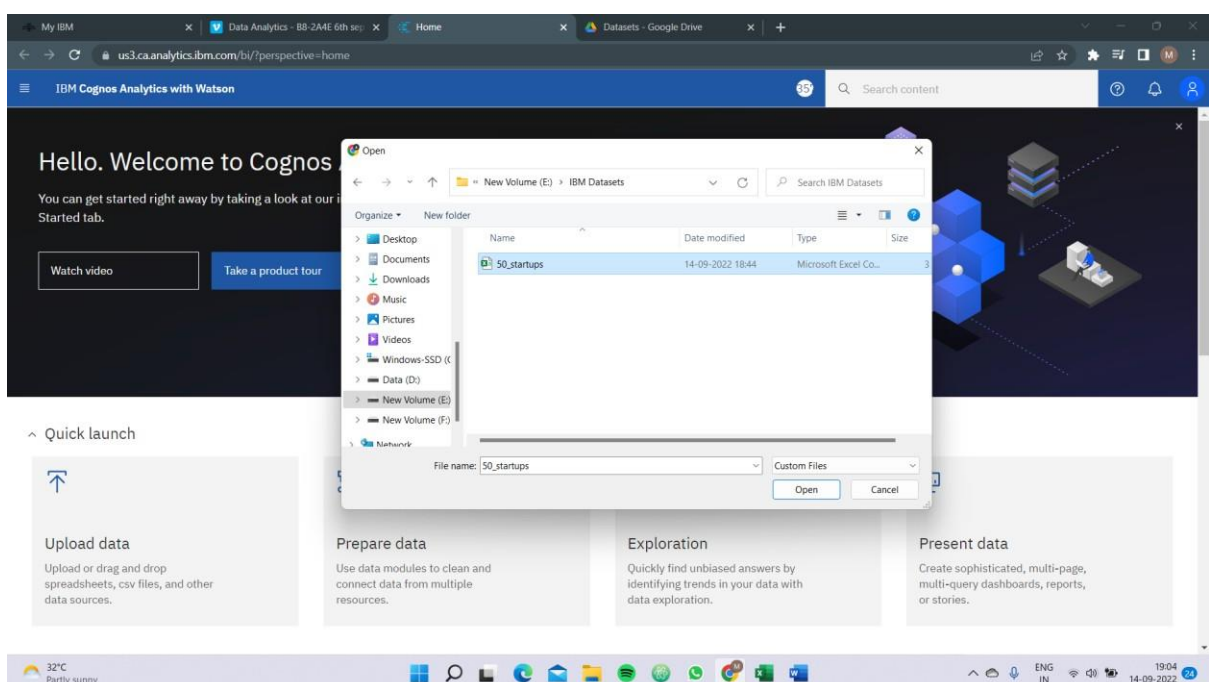 My IBM
Data Analytics - B8-2A4E 6th sep
Home
Datasets - Google Drive
us3.ca.analytics.ibm.com/bi/?perspective=home
M
IBM Cognos Analytics with Watson
Search content
Hello. Welcome to Cognos
You can get started right away by taking a look at our
Started tab.
Watch video
Take a product tour
Open
« New Volume (E:) > IBM Datasets
Search IBM Datasets
Organize
New folder
Name
Date modified
Type
Size
Desktop
Documents
Downloads
Music
Pictures
Videos
Windows-SSD (C
Data (D:)
New Volume (E:)
New Volume (F:)
Network
50_startups
14-09-2022 18:44
Microsoft Excel Co...
3
File name:
50_startups
Custom Files
Open
Cancel
Quick launch
Upload data
Upload or drag and drop
spreadsheets, csv files, and other
data sources.
Prepare data
Use data modules to clean and
connect data from multiple
resources.
Exploration
Quickly find unbiased answers by
identifying trends in your data with
data exploration.
Present data
Create sophisticated, multi-page,
multi-query dashboards, reports,
or stories.
32°C
Partly sunny
ENG
IN
19:04
14-09-2022
24